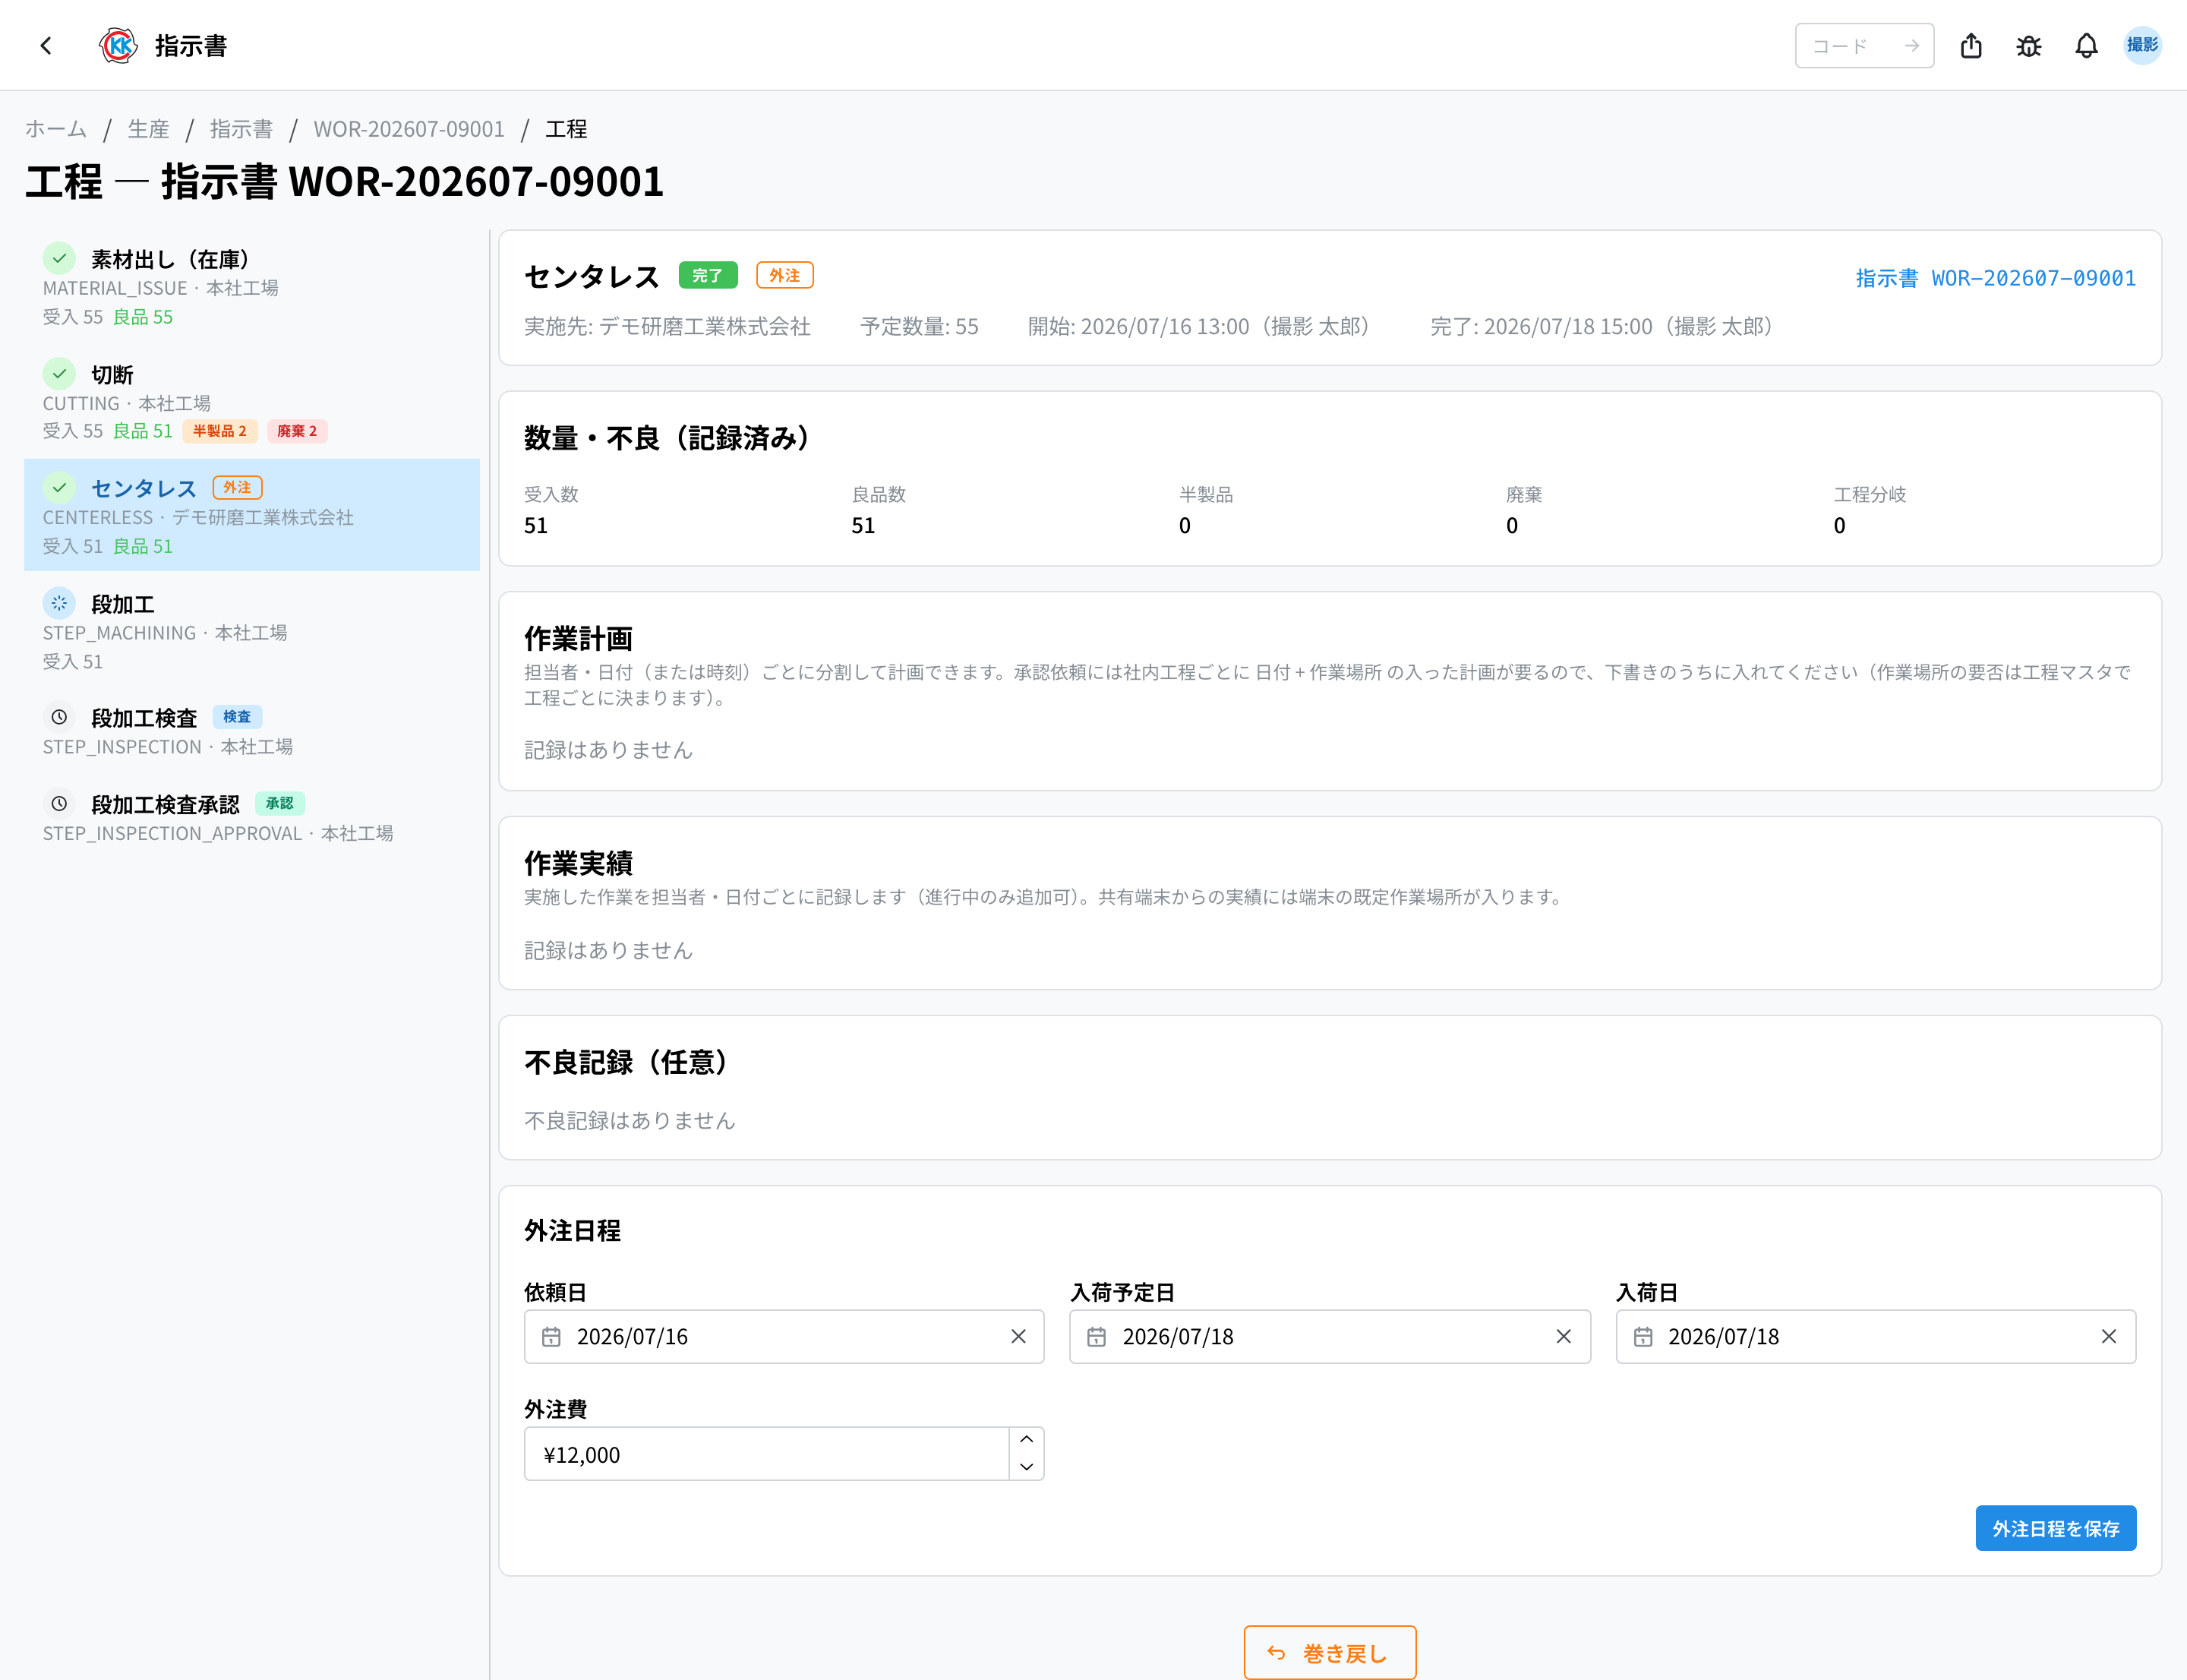 KK 指示書
コード
撮影
ホーム / 生産 / 指示書 / WOR-202607-09001 / 工程
工程 — 指示書 WOR-202607-09001
素材出し（在庫）
MATERIAL_ISSUE · 本社工場
受入 55 良品 55
切断
CUTTING · 本社工場
受入 55 良品 51 半製品 2 廃棄 2
センタレス 外注
CENTERLESS · デモ研磨工業株式会社
受入 51 良品 51
段加工
STEP_MACHINING · 本社工場
受入 51
段加工検査 検査
STEP_INSPECTION · 本社工場
段加工検査承認 承認
STEP_INSPECTION_APPROVAL · 本社工場
センタレス 完了 外注
指示書 WOR-202607-09001
実施先: デモ研磨工業株式会社 予定数量: 55 開始: 2026/07/16 13:00（撮影 太郎） 完了: 2026/07/18 15:00（撮影 太郎）
数量・不良（記録済み）
受入数 良品数 半製品 廃棄 工程分岐
51 51 0 0 0
作業計画
担当者・日付（または時刻）ごとに分割して計画できます。承認依頼には社内工程ごとに 日付 + 作業場所 の入った計画が要るので、下書きのうちに入れてください（作業場所の要否は工程マスタで
工程ごとに決まります）。
記録はありません
作業実績
実施した作業を担当者・日付ごとに記録します（進行中のみ追加可）。共有端末からの実績には端末の既定作業場所が入ります。
記録はありません
不良記録（任意）
不良記録はありません
外注日程
依頼日 入荷予定日 入荷日
2026/07/16 2026/07/18 2026/07/18
外注費
¥12,000
外注日程を保存
巻き戻し